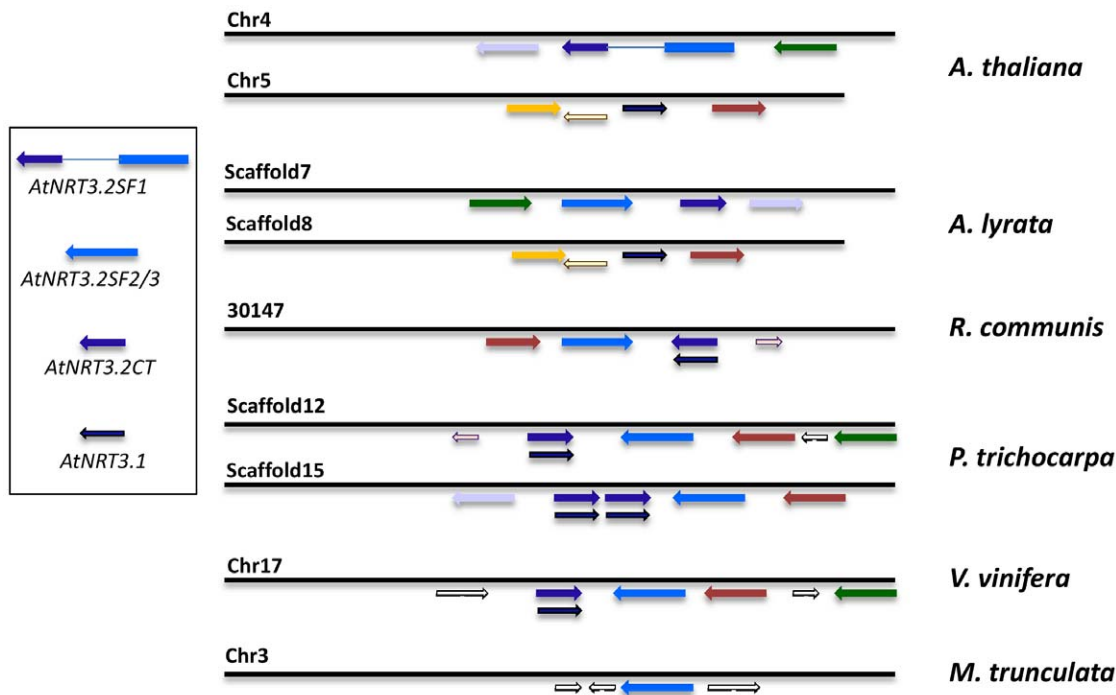 Chr4
A. thaliana
Chr5
AtNRT3.2SF1
Scaffold7
A. lyrata
Scaffold8
AtNRT3.2SF2/3
30147
R. communis
AtNRT3.2CT
Scaffold12
P. trichocarpa
AtNRT3.1
Scaffold15
Chr17
V. vinifera
Chr3
M. trunculata